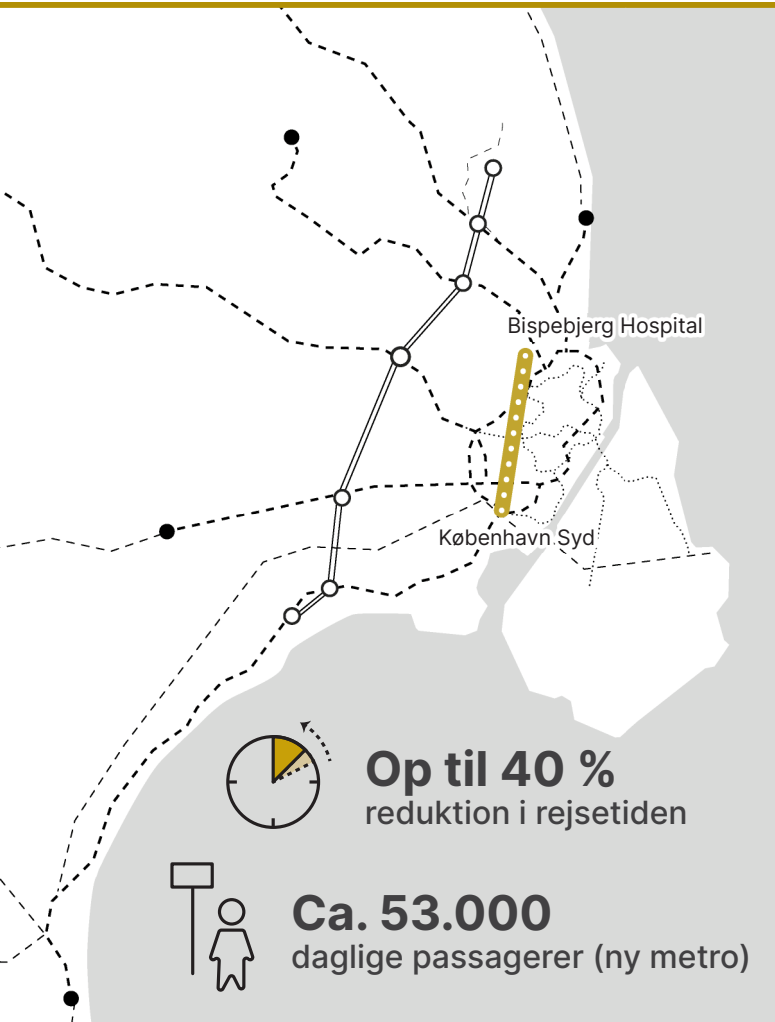 Bispebjerg Hospital
København Syd
Op til 40 %
reduktion i rejsetiden
Ca. 53.000
daglige passagerer (ny metro)